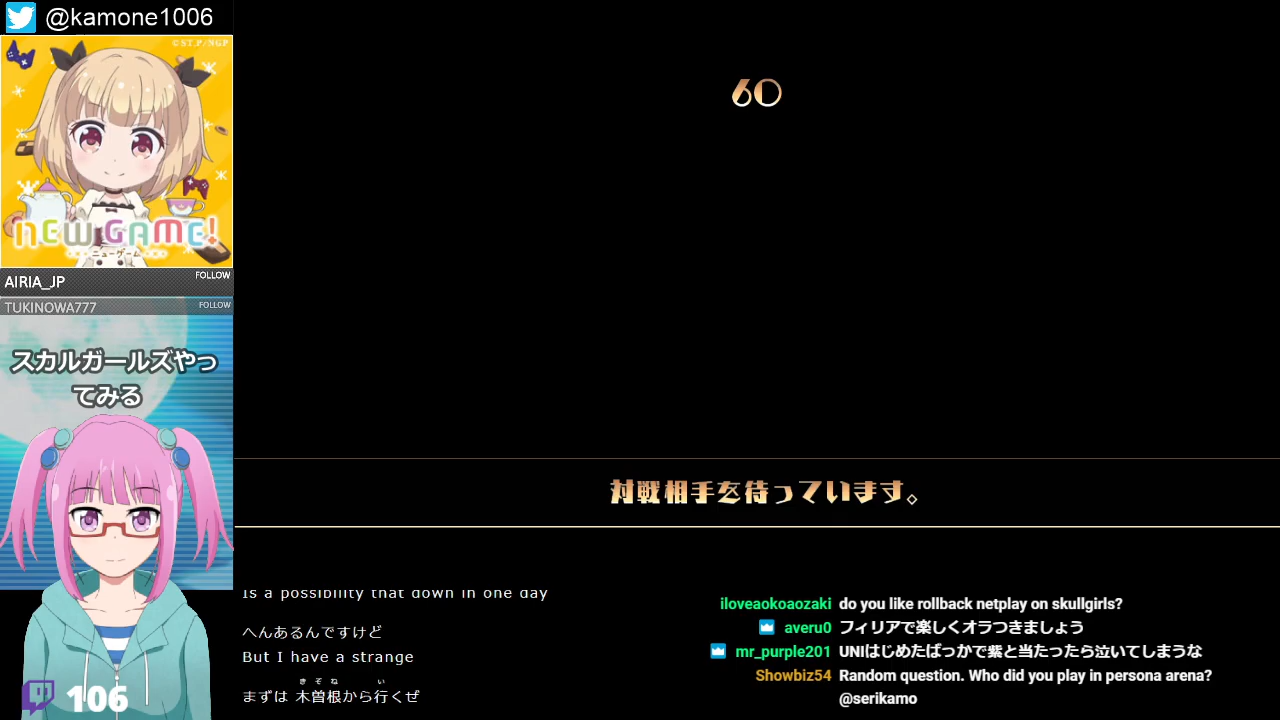 @kamone1006
©ST.P/NGP
NEW GAME!
ニューゲーム
AIRIA_JP
FOLLOW
TUKINOWA777
FOLLOW
スカルガールズやっ
てみる
106
60
対戦相手を待っています。
Is a possibility that down in one day
へんあるんですけど
But I have a strange
きそね い
まずは 木曽根から行くぜ
iloveaokoaozaki do you like rollback netplay on skullgirls?
averu0 フィリアで楽しくオラつきましょう
mr_purple201 UNIはじめたばっかで紫と当たったら泣いてしまうな
Showbiz54 Random question. Who did you play in persona arena?
@serikamo